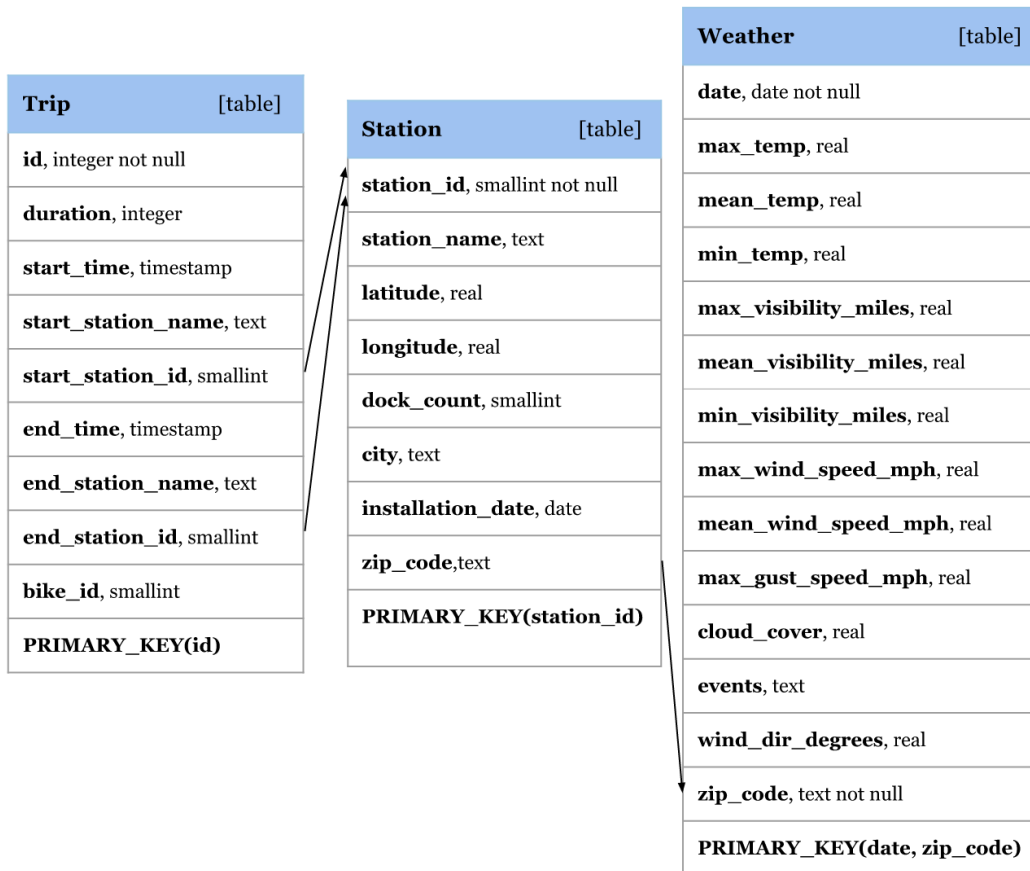 Trip [table]
id, integer not null
duration, integer
start_time, timestamp
start_station_name, text
start_station_id, smallint
end_time, timestamp
end_station_name, text
end_station_id, smallint
bike_id, smallint
PRIMARY_KEY(id)
Station [table]
station_id, smallint not null
station_name, text
latitude, real
longitude, real
dock_count, smallint
city, text
installation_date, date
zip_code,text
PRIMARY_KEY(station_id)
Weather [table]
date, date not null
max_temp, real
mean_temp, real
min_temp, real
max_visibility_miles, real
mean_visibility_miles, real
min_visibility_miles, real
max_wind_speed_mph, real
mean_wind_speed_mph, real
max_gust_speed_mph, real
cloud_cover, real
events, text
wind_dir_degrees, real
zip_code, text not null
PRIMARY_KEY(date, zip_code)